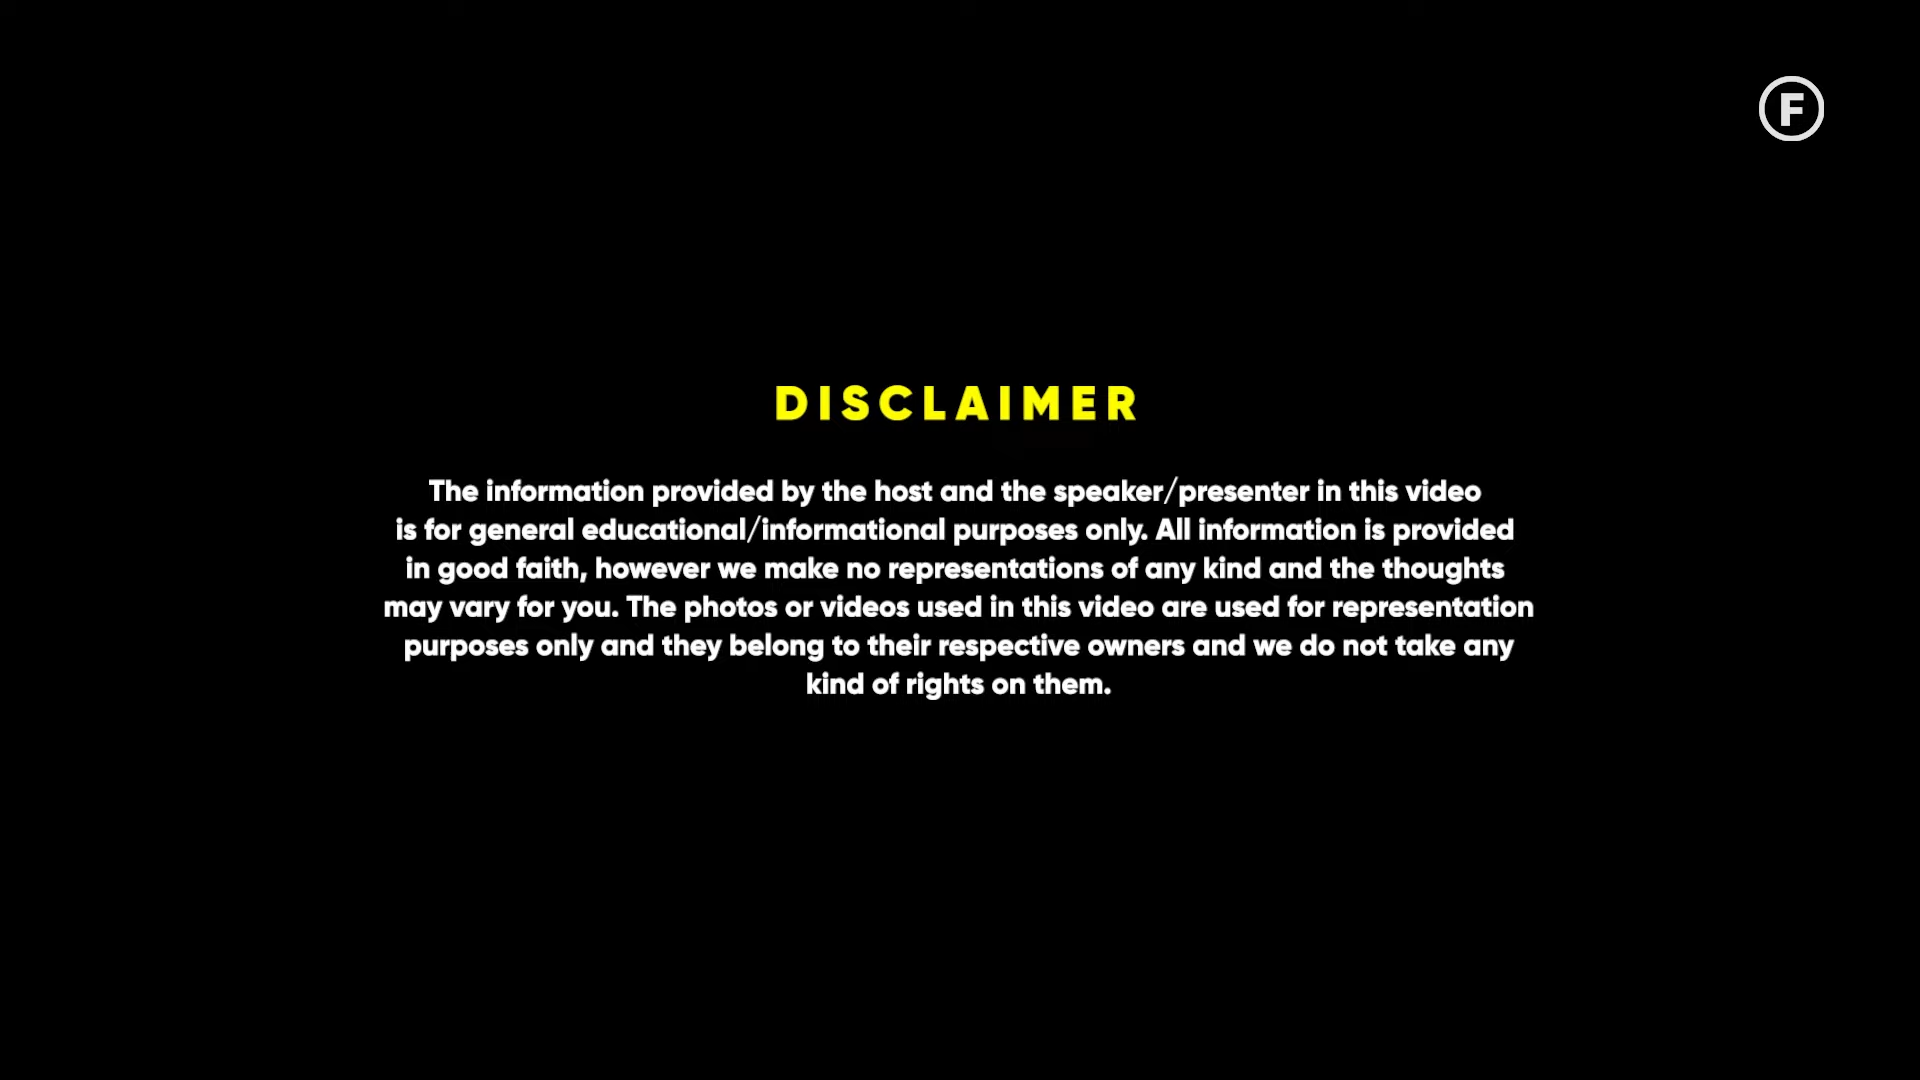 F
DISCLAIMER
The information provided by the host and the speaker/presenter in this video
is for general educational/informational purposes only. All information is provided
in good faith, however we make no representations of any kind and the thoughts
may vary for you. The photos or videos used in this video are used for representation
purposes only and they belong to their respective owners and we do not take any
kind of rights on them.